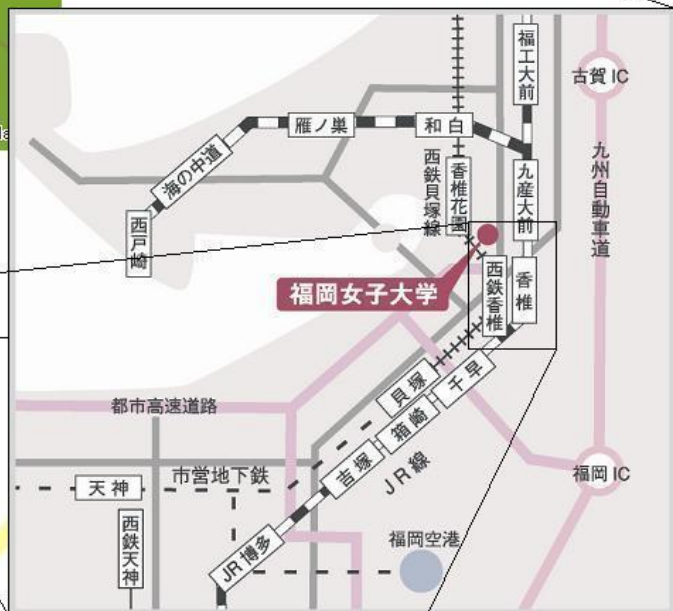 福工大前
古賀 IC
雁ノ巣
和白
海の中道
西鉄貝塚線
香椎花園
九産大前
九州自動車道
西戸崎
福岡女子大学
西鉄香椎
香椎
貝塚
千早
都市高速道路
箱崎
吉塚
JR線
市営地下鉄
福岡 IC
天神
西鉄天神
JR博多
福岡空港